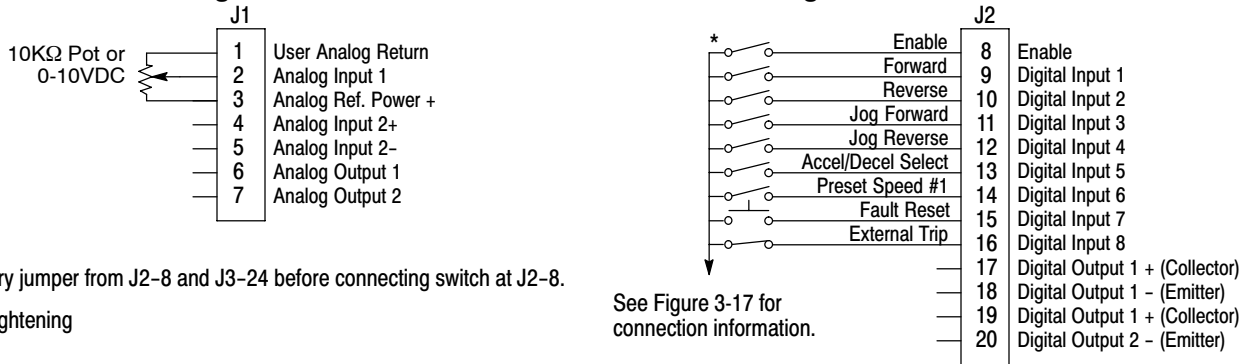 J1
10KΩ Pot or
0-10VDC
1 User Analog Return
2 Analog Input 1
3 Analog Ref. Power +
4 Analog Input 2+
5 Analog Input 2-
6 Analog Output 1
7 Analog Output 2
ry jumper from J2-8 and J3-24 before connecting switch at J2-8.
ghtening
J2
*
Enable 8 Enable
Forward 9 Digital Input 1
Reverse 10 Digital Input 2
Jog Forward 11 Digital Input 3
Jog Reverse 12 Digital Input 4
Accel/Decel Select 13 Digital Input 5
Preset Speed #1 14 Digital Input 6
Fault Reset 15 Digital Input 7
External Trip 16 Digital Input 8
17 Digital Output 1 + (Collector)
18 Digital Output 1 - (Emitter)
19 Digital Output 1 + (Collector)
20 Digital Output 2 - (Emitter)
See Figure 3-17 for
connection information.